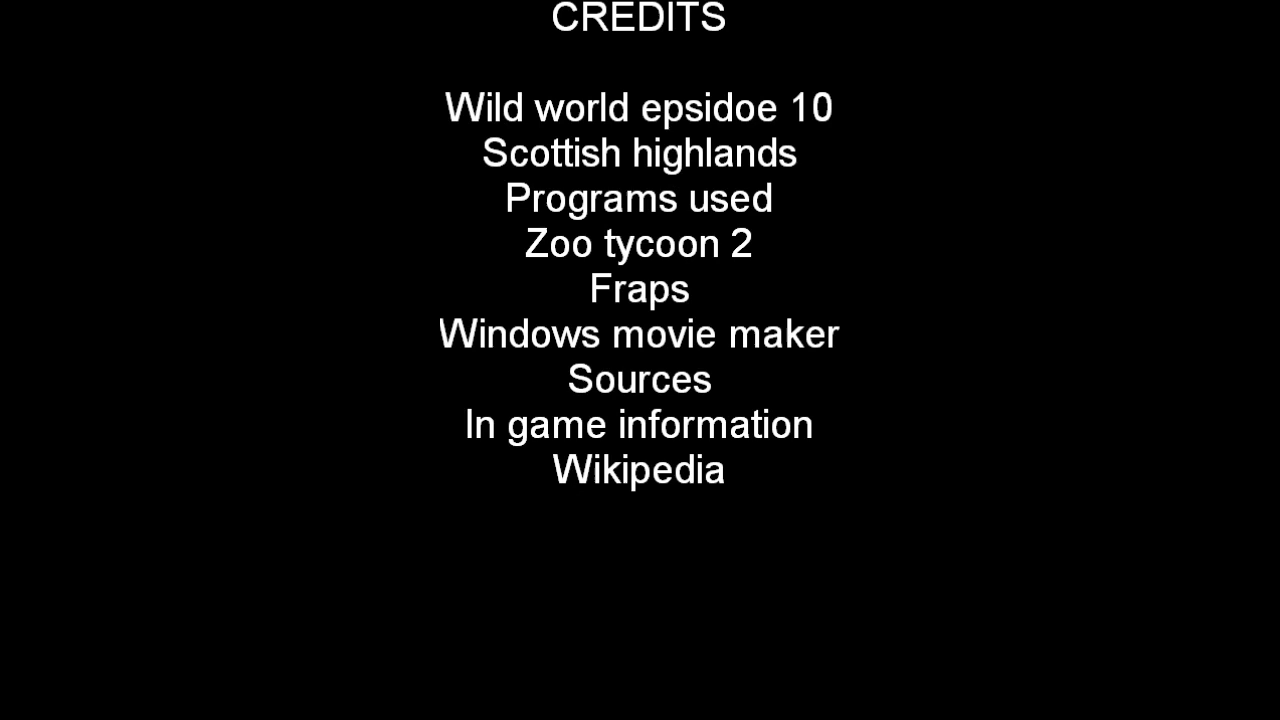 CREDITS
Wild world epsidoe 10
Scottish highlands
Programs used
Zoo tycoon 2
Fraps
Windows movie maker
Sources
In game information
Wikipedia